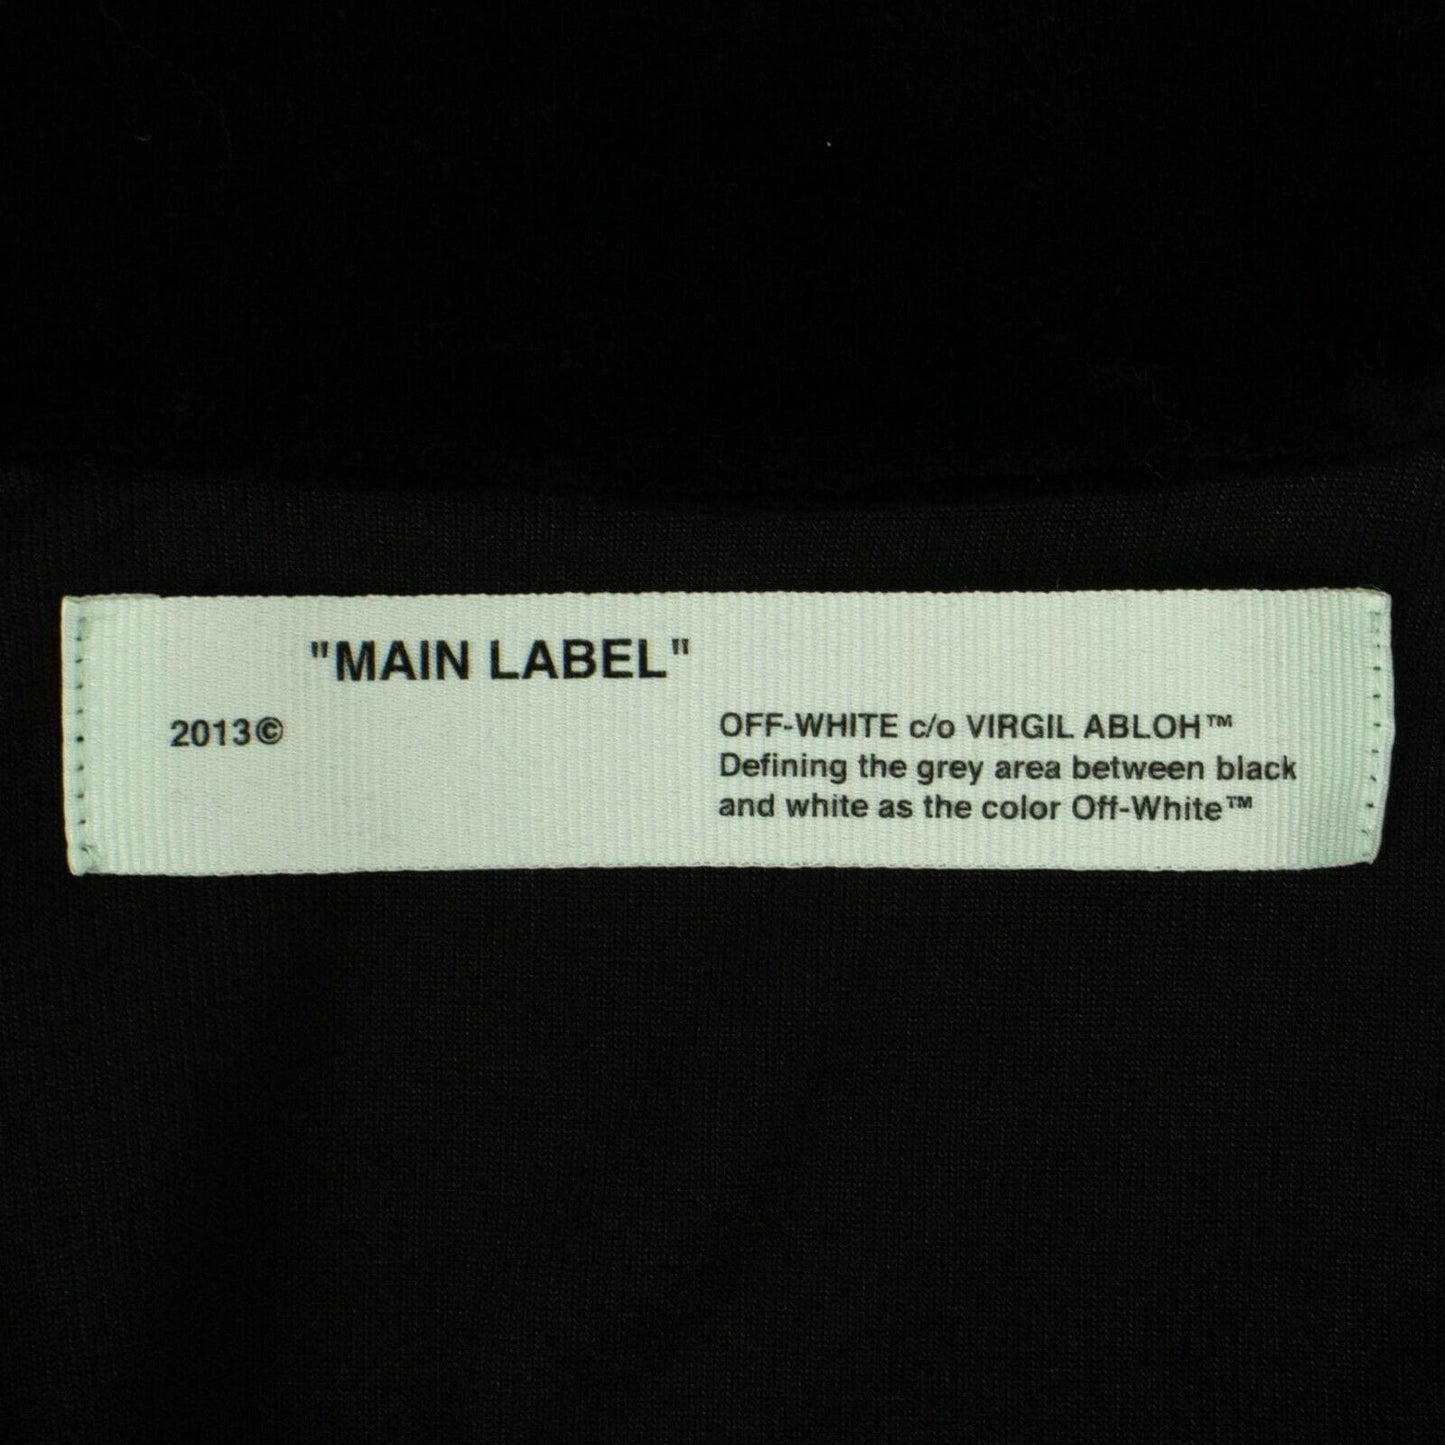 "MAIN LABEL"
2013©
OFF-WHITE c/o VIRGIL ABLOH™
Defining the grey area between black
and white as the color Off-White™